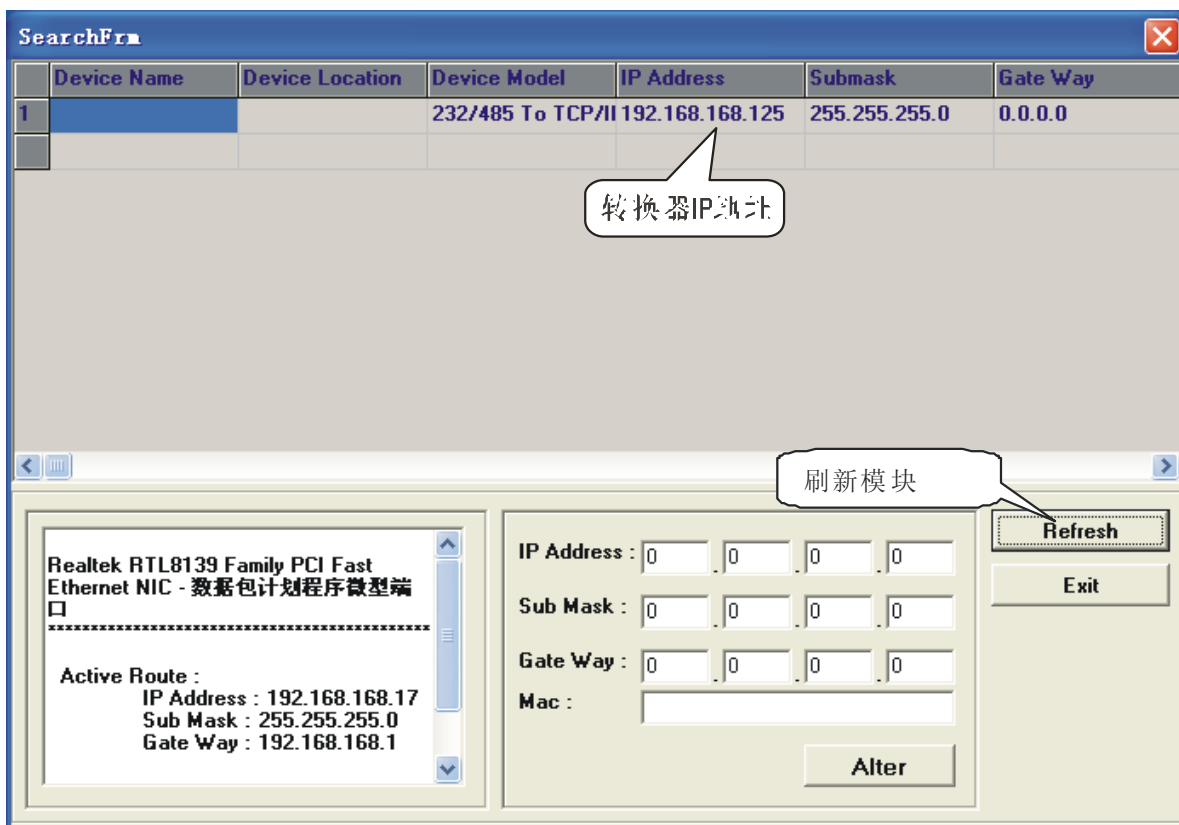 SearchFrm
Device Name Device Location Device Model IP Address Submask Gate Way
1 232/485 To TCP/II 192.168.168.125 255.255.255.0 0.0.0.0
转换器IP地址
刷新模块
Realtek RTL8139 Family PCI Fast
Ethernet NIC - 数据包计划程序微型端
口
**********************************************
Active Route :
IP Address : 192.168.168.17
Sub Mask : 255.255.255.0
Gate Way : 192.168.168.1
IP Address : 0 . 0 . 0 . 0
Sub Mask : 0 . 0 . 0 . 0
Gate Way : 0 . 0 . 0 . 0
Mac :
Alter
Refresh
Exit